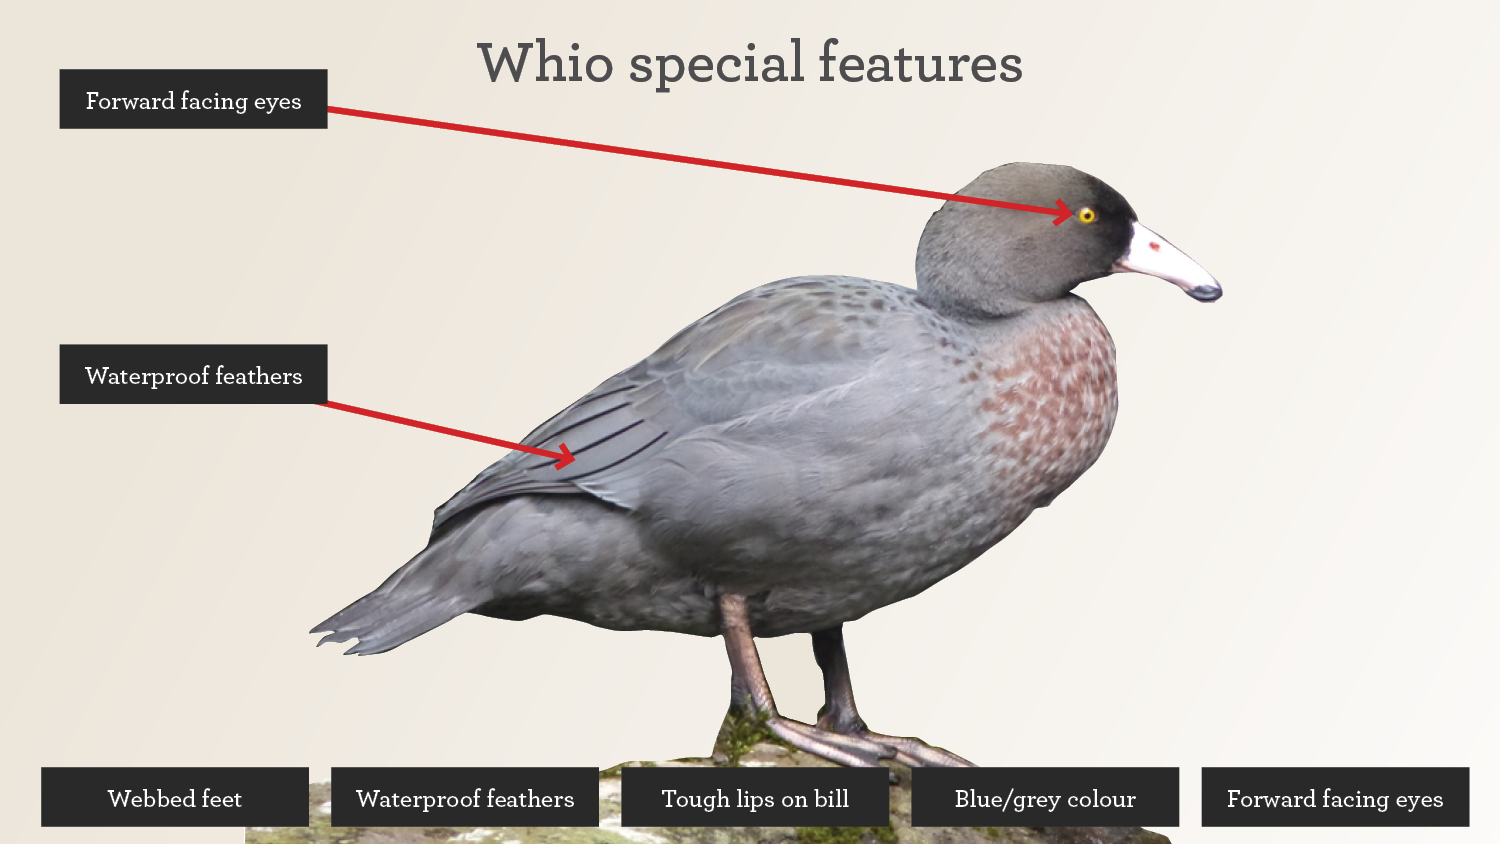 Whio special features
Forward facing eyes
Waterproof feathers
Webbed feet
Waterproof feathers
Tough lips on bill
Blue/grey colour
Forward facing eyes